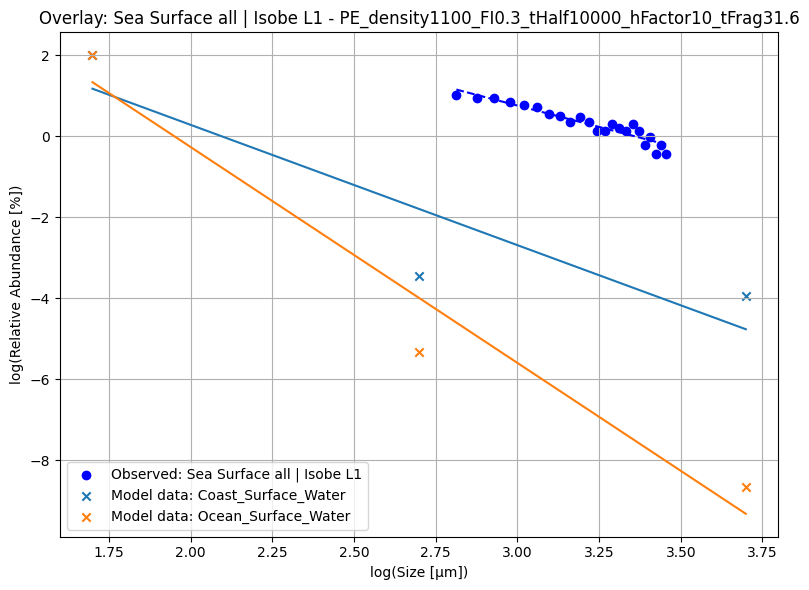 Overlay: Sea Surface all | Isobe L1 - PE_density1100_FI0.3_tHalf10000_hFactor10_tFrag31.6
log(Relative Abundance [%])
2
0
−2
−4
−6
−8
Observed: Sea Surface all | Isobe L1
Model data: Coast_Surface_Water
Model data: Ocean_Surface_Water
1.75 2.00 2.25 2.50 2.75 3.00 3.25 3.50 3.75
log(Size [μm])